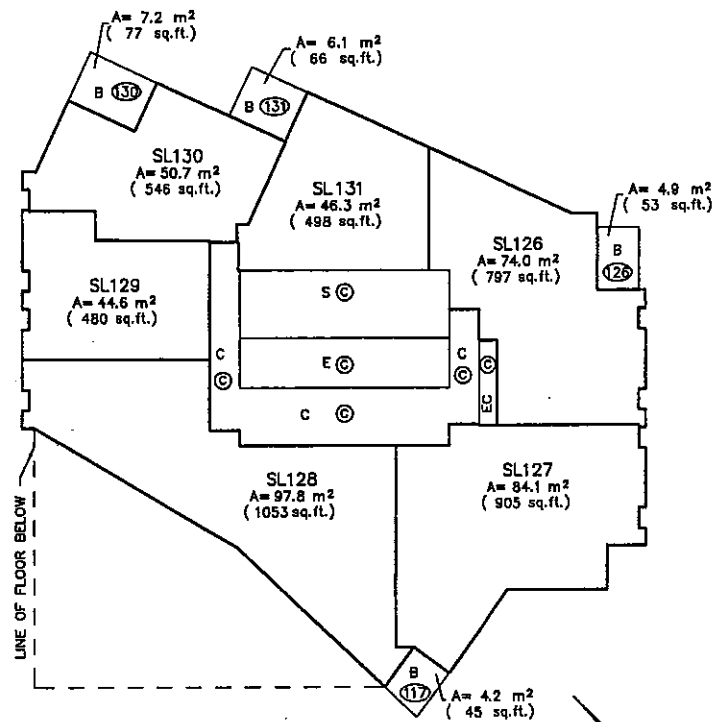 A= 7.2 m²
( 77 sq.ft.)
A= 6.1 m²
( 66 sq.ft.)
B 130
B 131
SL130
A= 50.7 m²
( 546 sq.ft.)
SL131
A= 46.3 m²
( 498 sq.ft.)
A= 4.9 m²
( 53 sq.ft.)
SL126
A= 74.0 m²
( 797 sq.ft.)
B
126
SL129
A= 44.6 m²
( 480 sq.ft.)
S C
E C
C
C
C
C
C
EC
C C
SL128
A= 97.8 m²
( 1053 sq.ft.)
SL127
A= 84.1 m²
( 905 sq.ft.)
LINE OF FLOOR BELOW
B
117
A= 4.2 m²
( 45 sq.ft.)